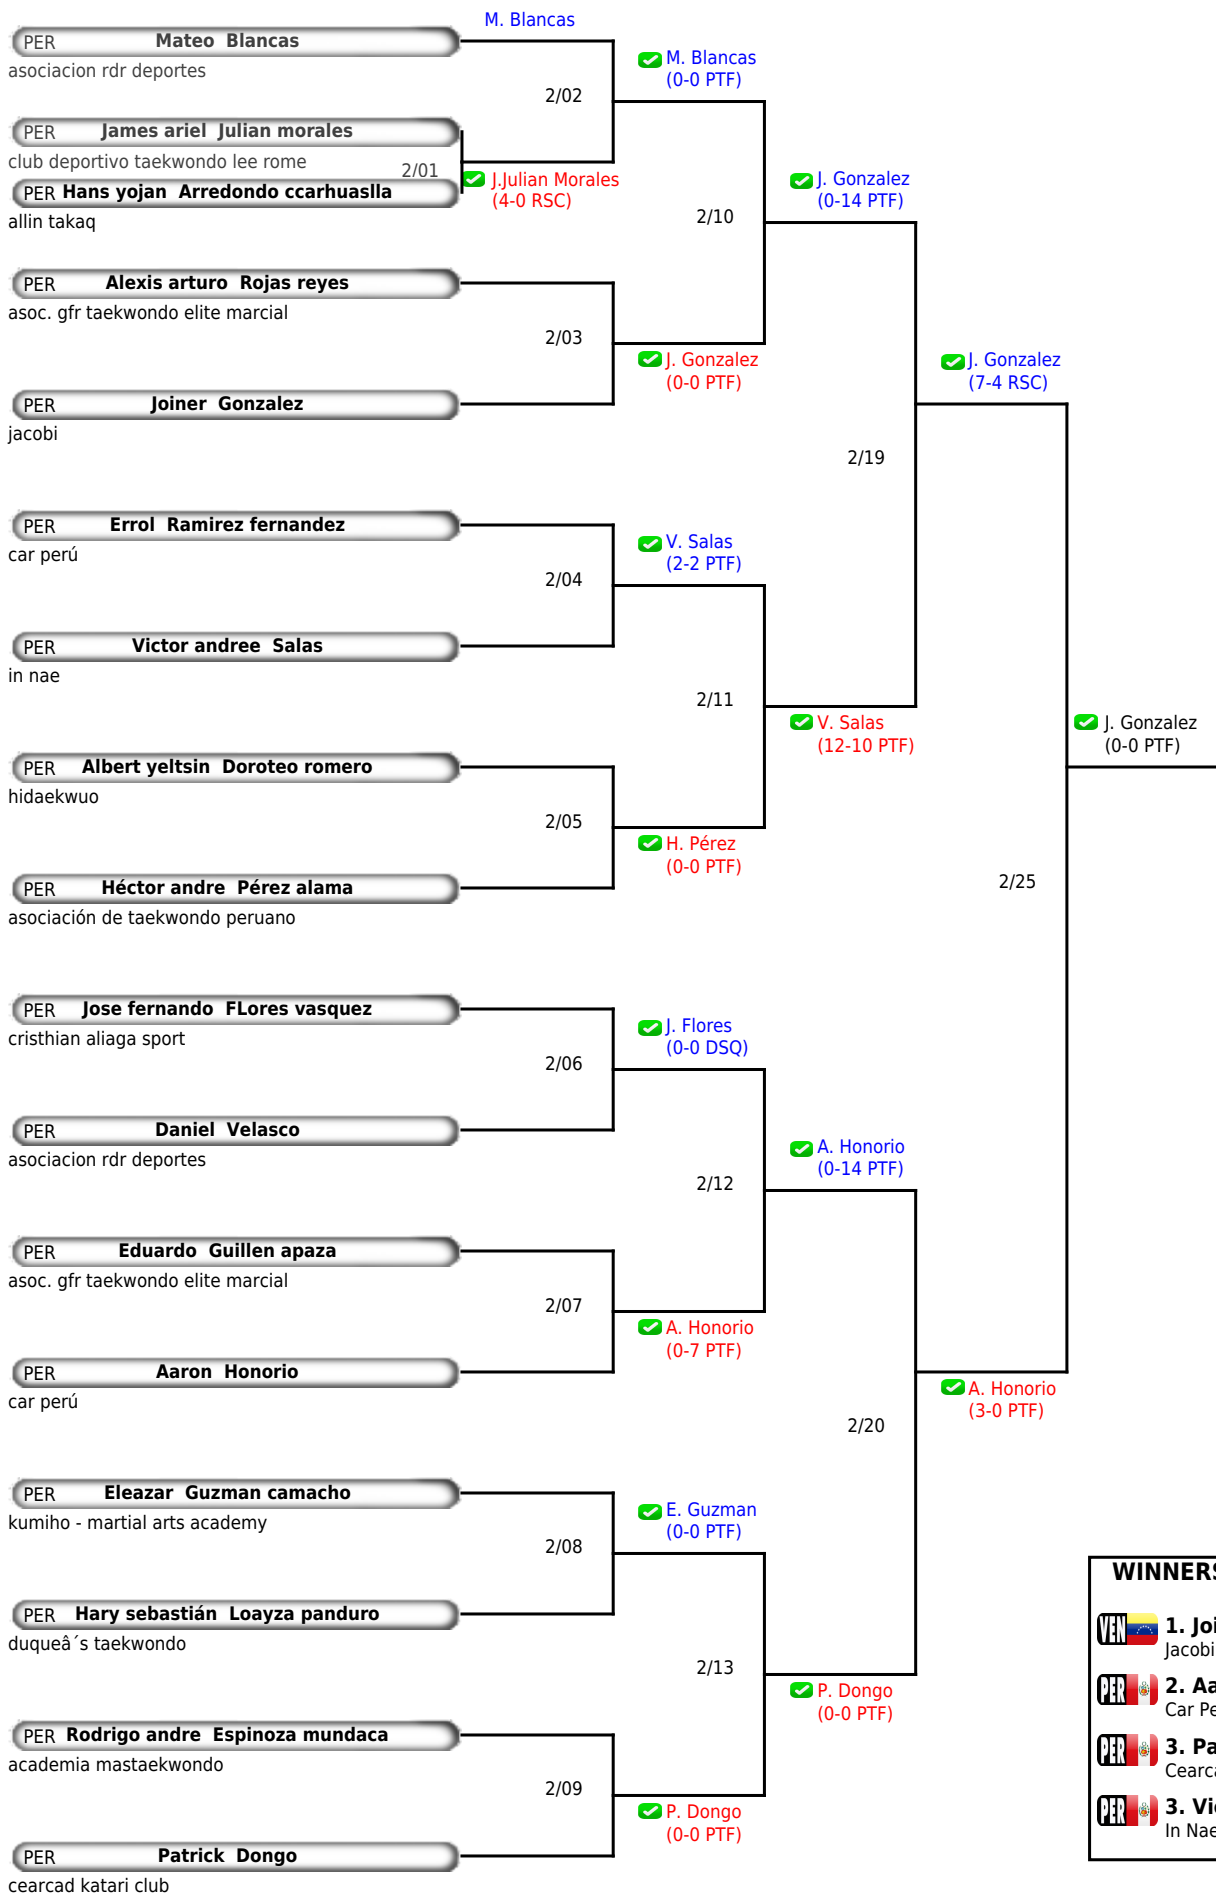 M. Blancas
PER Mateo Blancas
asociacion rdr deportes
M. Blancas
(0-0 PTF)
2/02
PER James ariel Julian morales
club deportivo taekwondo lee rome
2/01
PER Hans yojan Arredondo ccarhuaslla
allin takaq
J.Julian Morales
(4-0 RSC)
J. Gonzalez
(0-14 PTF)
2/10
PER Alexis arturo Rojas reyes
asoc. gfr taekwondo elite marcial
2/03
J. Gonzalez
(0-0 PTF)
J. Gonzalez
(7-4 RSC)
PER Joiner Gonzalez
jacobi
2/19
PER Errol Ramirez fernandez
car perú
V. Salas
(2-2 PTF)
2/04
PER Victor andree Salas
in nae
2/11
V. Salas
(12-10 PTF)
J. Gonzalez
(0-0 PTF)
PER Albert yeltsin Doroteo romero
hidaekwuo
2/05
H. Pérez
(0-0 PTF)
2/25
PER Héctor andre Pérez alama
asociación de taekwondo peruano
PER Jose fernando FLores vasquez
cristhian aliaga sport
J. Flores
(0-0 DSQ)
2/06
PER Daniel Velasco
asociacion rdr deportes
A. Honorio
(0-14 PTF)
2/12
PER Eduardo Guillen apaza
asoc. gfr taekwondo elite marcial
2/07
A. Honorio
(0-7 PTF)
PER Aaron Honorio
car perú
A. Honorio
(3-0 PTF)
2/20
PER Eleazar Guzman camacho
kumiho - martial arts academy
E. Guzman
(0-0 PTF)
2/08
PER Hary sebastián Loayza panduro
duqueâ´s taekwondo
2/13
P. Dongo
(0-0 PTF)
PER Rodrigo andre Espinoza mundaca
academia mastaekwondo
2/09
P. Dongo
(0-0 PTF)
PER Patrick Dongo
cearcad katari club
WINNERS
VEN 1. Joi
Jacobi
PER 2. Aa
Car Pe
PER 3. Pa
Cearca
PER 3. Vi
In Nae